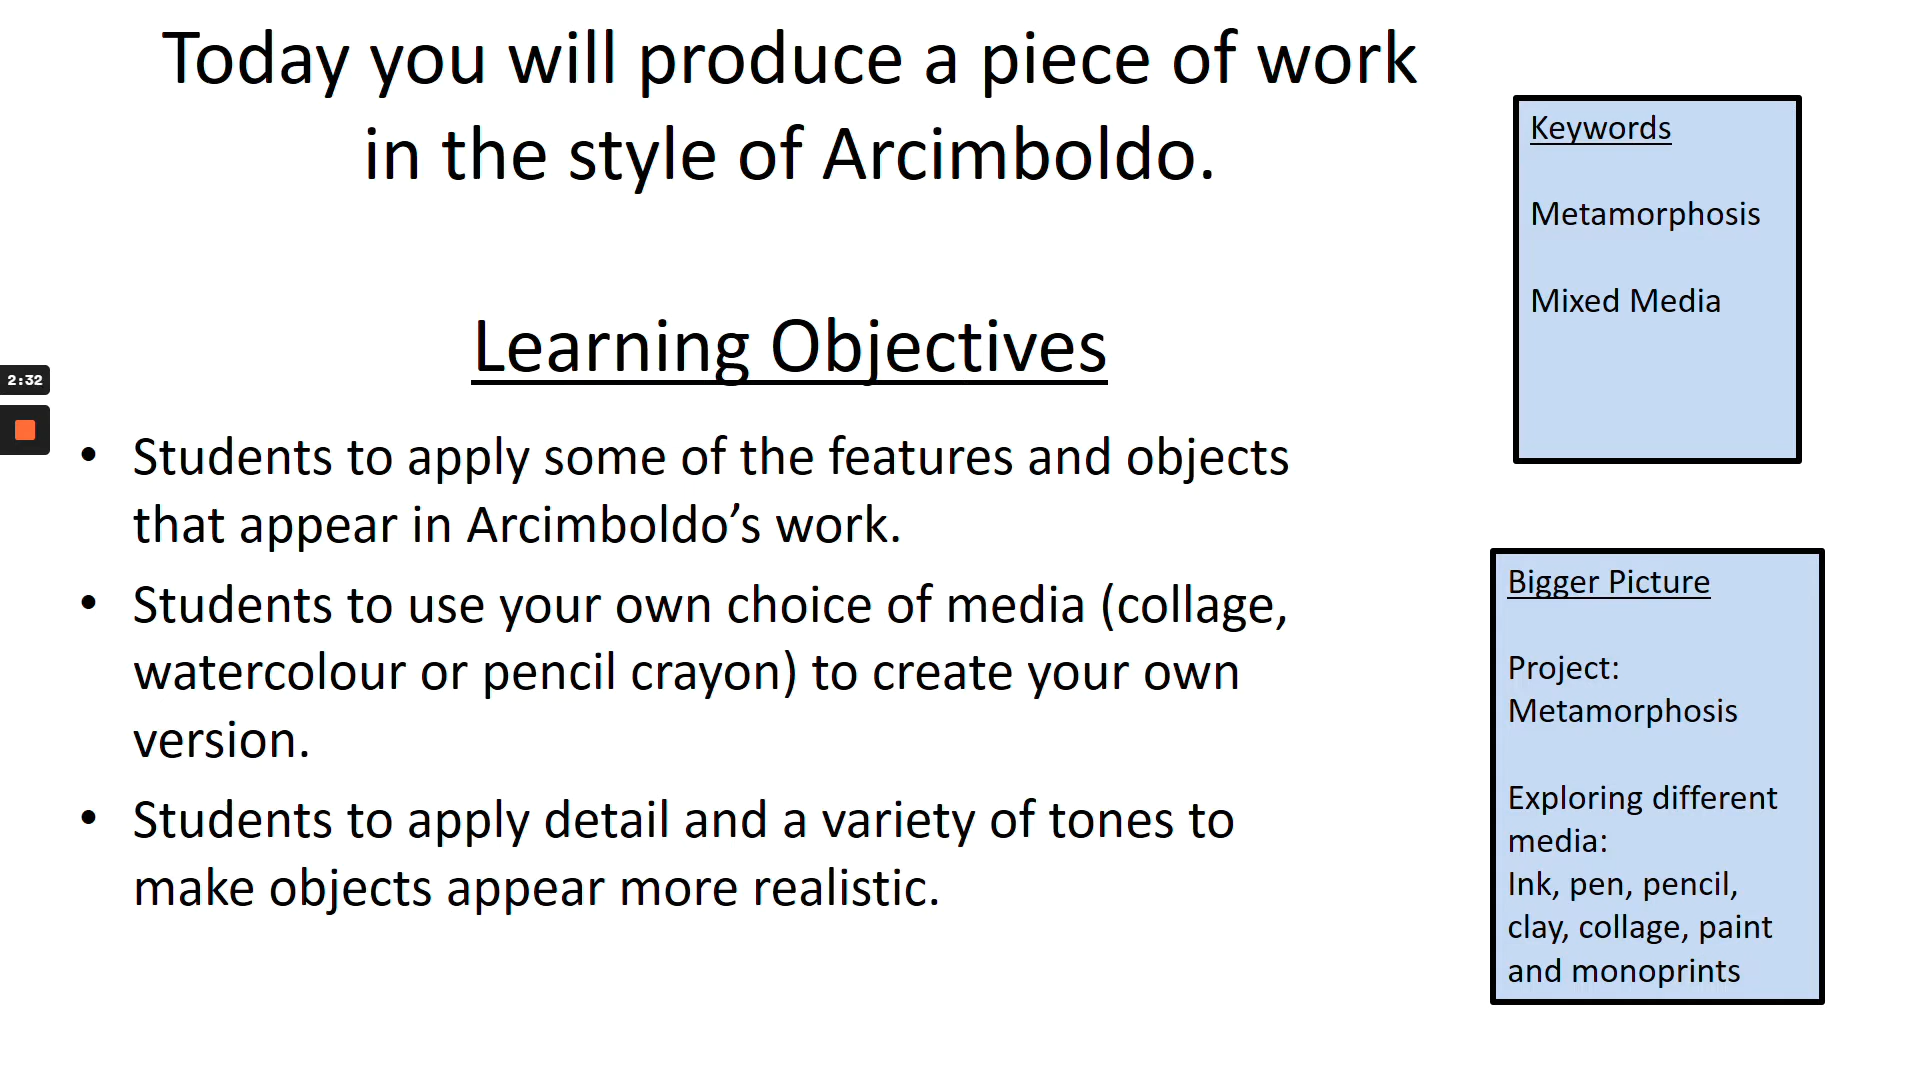 Today you will produce a piece of work
in the style of Arcimboldo.
Learning Objectives
• Students to apply some of the features and objects
that appear in Arcimboldo’s work.
• Students to use your own choice of media (collage,
watercolour or pencil crayon) to create your own
version.
• Students to apply detail and a variety of tones to
make objects appear more realistic.
Keywords
Metamorphosis
Mixed Media
Bigger Picture
Project:
Metamorphosis
Exploring different
media:
Ink, pen, pencil,
clay, collage, paint
and monoprints
2:32